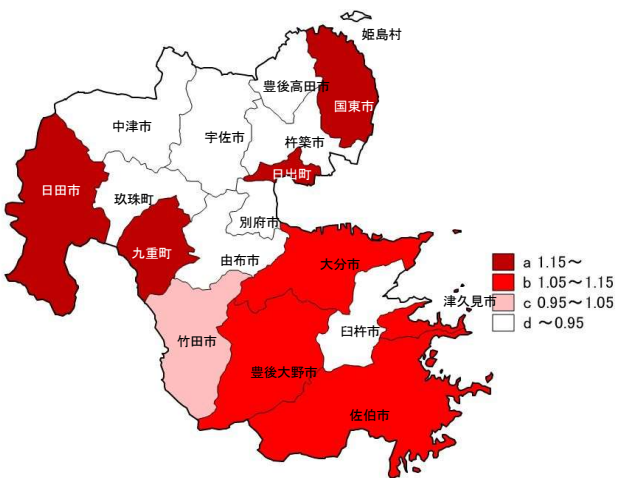 姫島村
豊後高田市
国東市
中津市
宇佐市
杵築市
日出町
日田市
玖珠町
別府市
九重町
由布市
大分市
津久見市
臼杵市
竹田市
豊後大野市
佐伯市
a 1.15～
b 1.05～1.15
c 0.95～1.05
d ～0.95